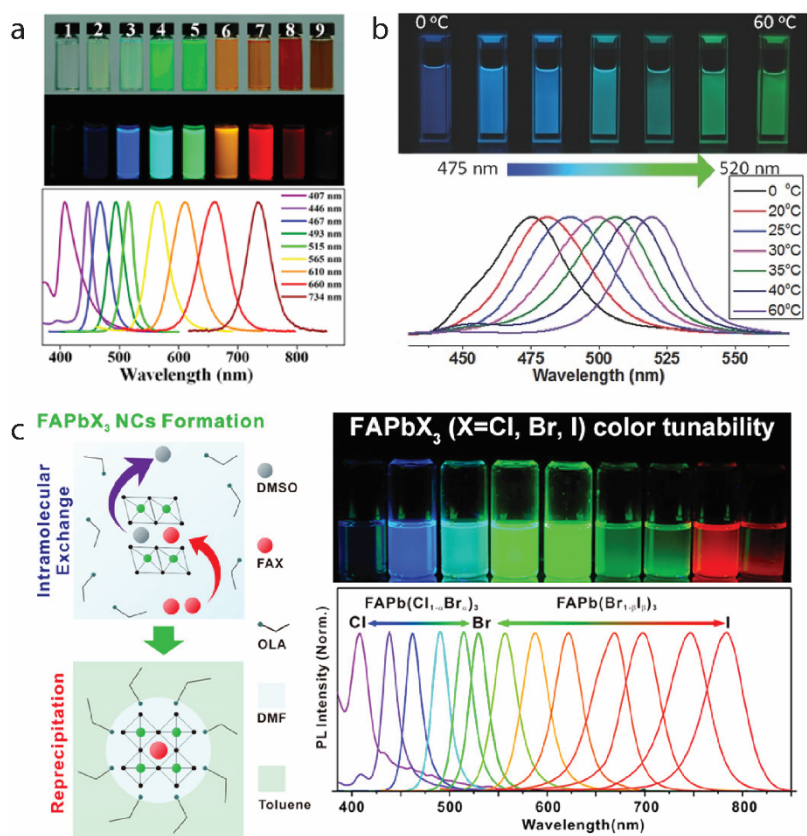 a
1 2 3 4 5 6 7 8 9
407 nm
446 nm
467 nm
493 nm
515 nm
565 nm
610 nm
660 nm
734 nm
400 500 600 700 800
Wavelength (nm)
b
0 °C 60 °C
475 nm 520 nm
0 °C
20°C
25°C
30°C
35°C
40°C
60°C
450 475 500 525 550
Wavelength (nm)
c
FAPbX₃ NCs Formation
Intramolecular
Exchange
Reprecipitation
DMSO
FAX
OLA
DMF
Toluene
FAPbX₃ (X=Cl, Br, I) color tunability
FAPb(Cl₁₋αBrα)₃ FAPb(Br₁₋βIβ)₃
Cl Br I
PL Intensity (Norm.)
400 450 500 550 600 650 700 750 800
Wavelength(nm)